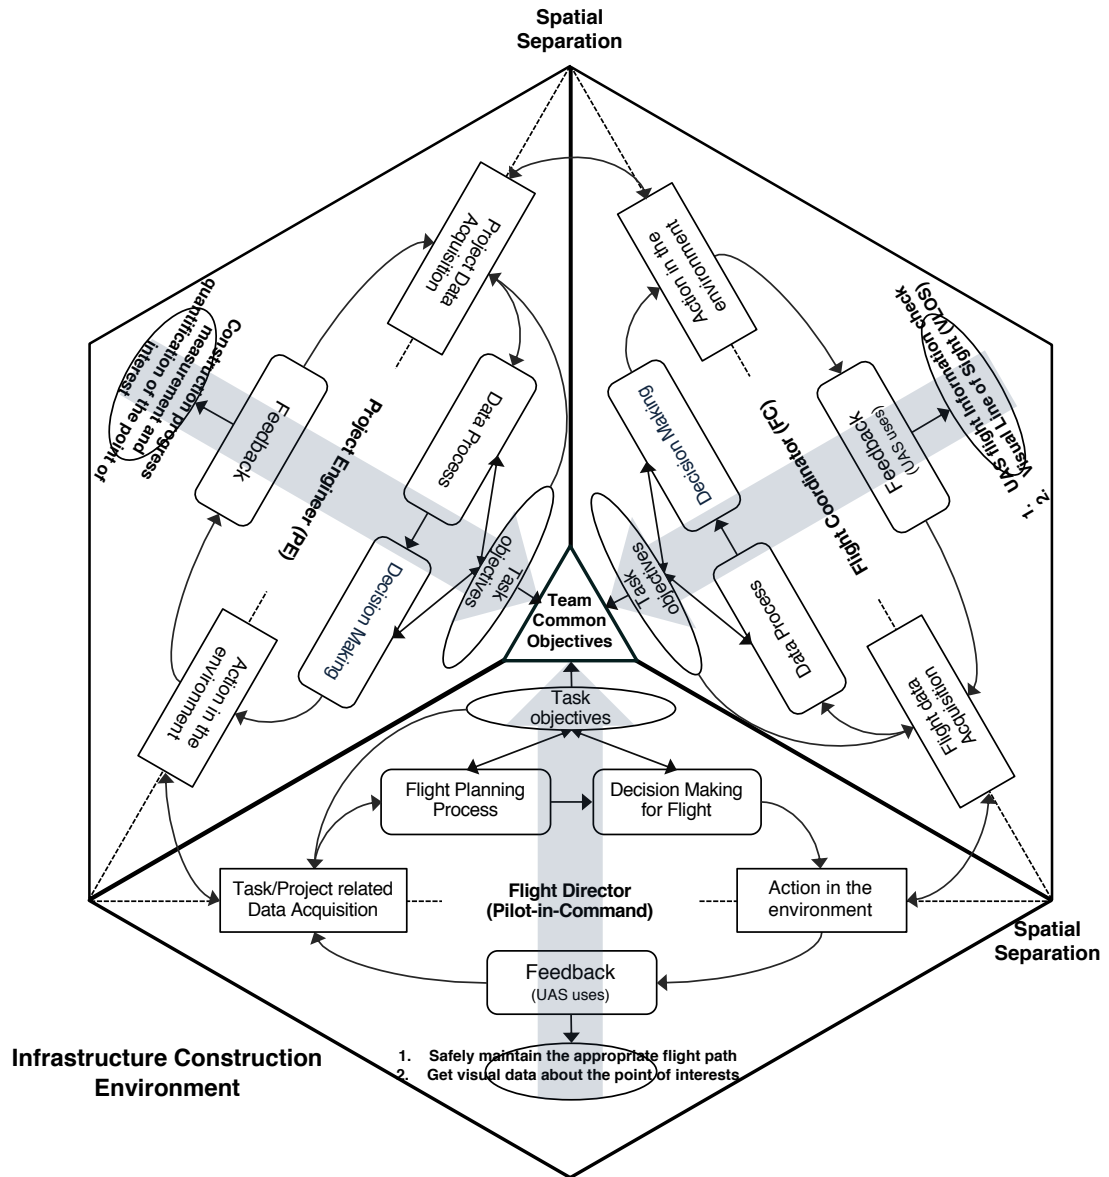 Spatial
Separation
Project Data
Acquisition
Action in the
environment
Construction progress
measurement and
quantification of the point of
interest
Feedback
Project Engineer (PE)
Data Process
Decision Making
Task
objectives
Action in the
environment
Decision Making
Flight Coordinator (FC)
Feedback
(UAS uses)
1. UAS flight Information check
2. Visual Line of Sight (VLOS)
Task
objectives
Data Process
Flight data
Acquisition
Team
Common
Objectives
Task
objectives
Flight Planning
Process
Decision Making
for Flight
Task/Project related
Data Acquisition
Flight Director
(Pilot-in-Command)
Action in the
environment
Spatial
Separation
Feedback
(UAS uses)
Infrastructure Construction
Environment
1. Safely maintain the appropriate flight path
2. Get visual data about the point of interests